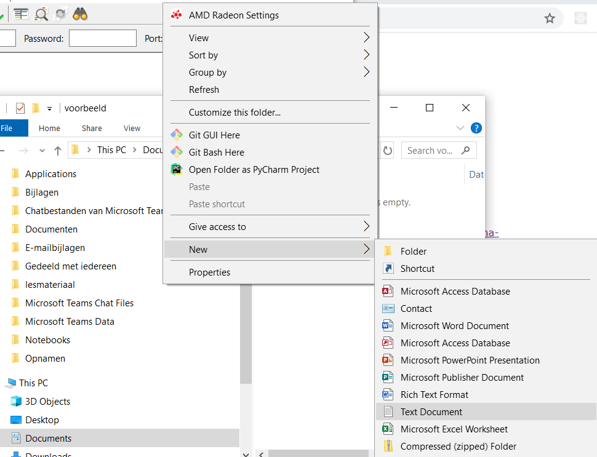 AMD Radeon Settings
Password:
Port:
View
Sort by
Group by
Refresh
Customize this folder...
Git GUI Here
Git Bash Here
Open Folder as PyCharm Project
Paste
Paste shortcut
Give access to
New
Properties
voorbeeld
File
Home
Share
View
This PC
Search vo...
Applications
Bijlagen
Chatbestanden van Microsoft
Documenten
E-mailbijlagen
Gedeeld met iedereen
lesmateriaal
Microsoft Teams Chat Files
Microsoft Teams Data
Notebooks
Opnamen
This PC
3D Objects
Desktop
Documents
Downloads
Dat
s empty.
na-
Folder
Shortcut
Microsoft Access Database
Contact
Microsoft Word Document
Microsoft Access Database
Microsoft PowerPoint Presentation
Microsoft Publisher Document
Rich Text Format
Text Document
Microsoft Excel Worksheet
Compressed (zipped) Folder